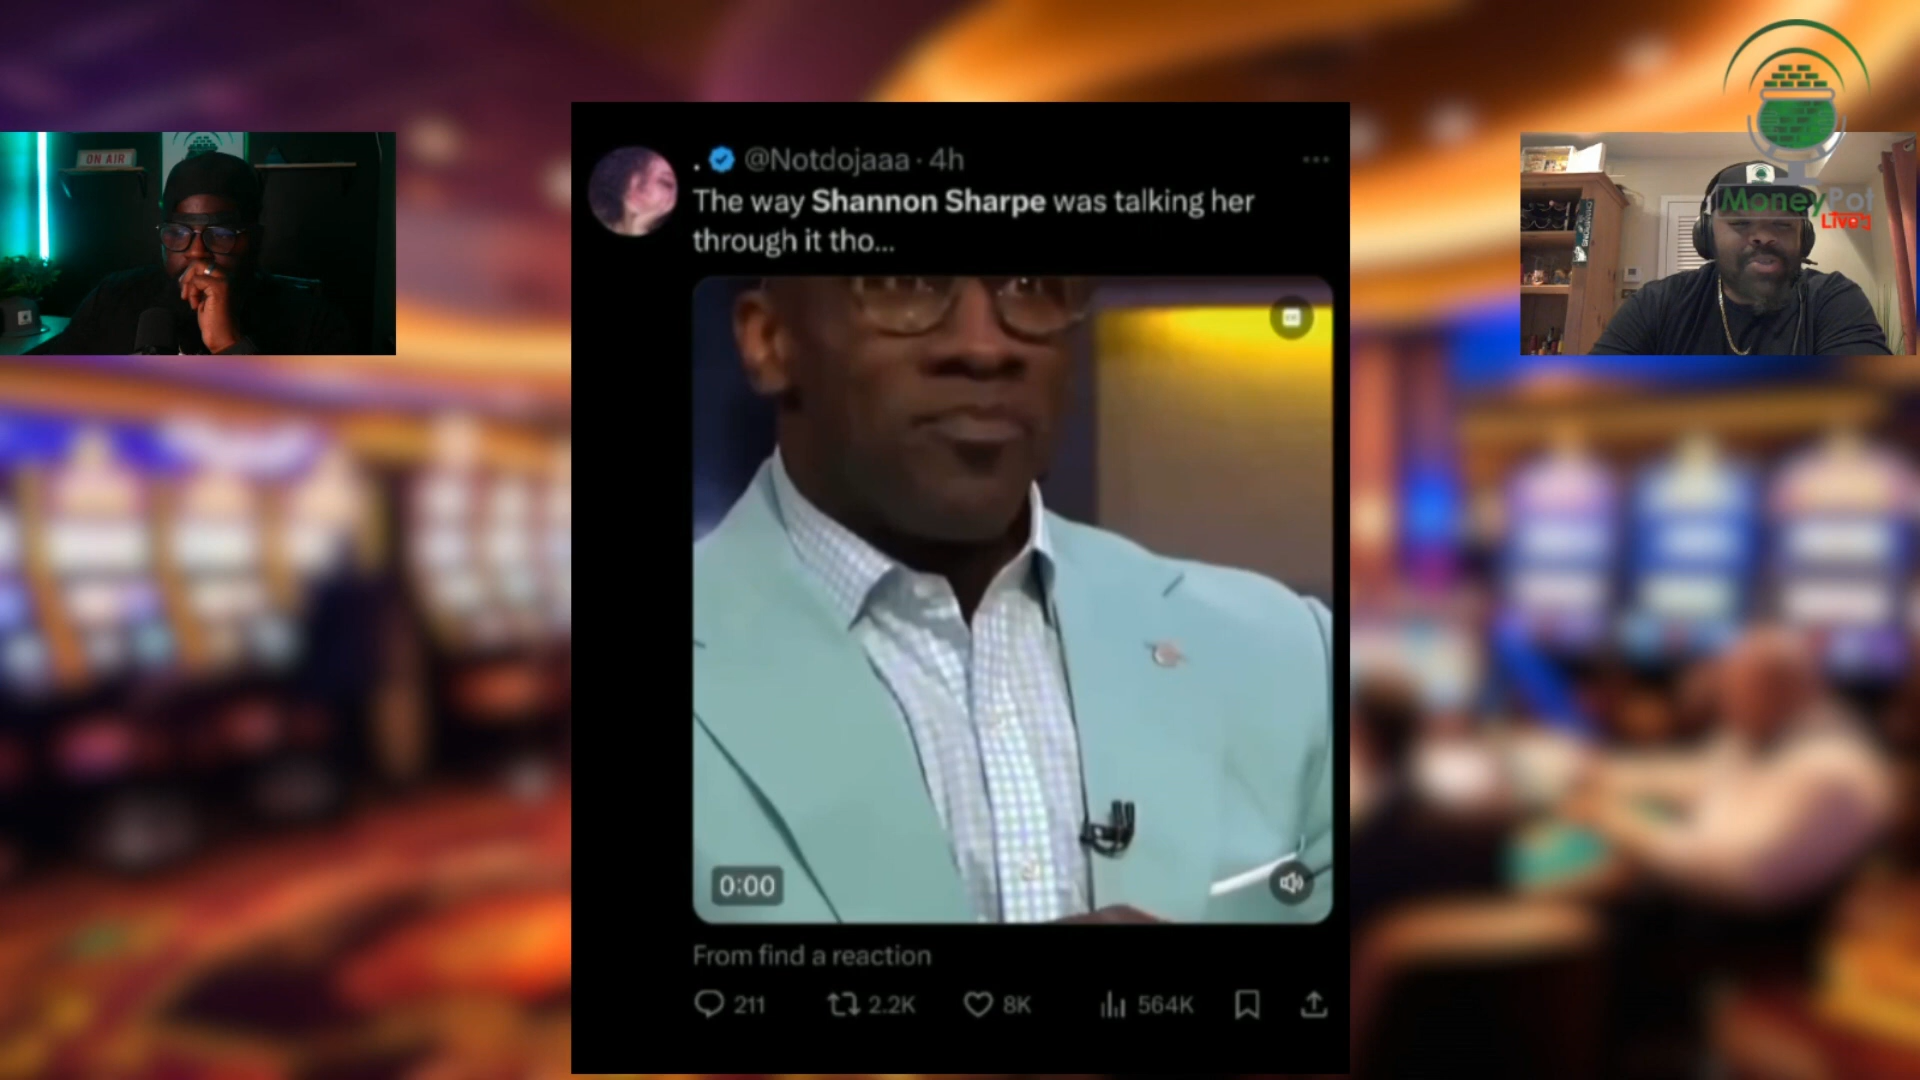 ON AIR
. @Notdojaaa · 4h
The way Shannon Sharpe was talking her
through it tho...
0:00
From find a reaction
211 2.2K 8K 564K
MoneyPot
Live's